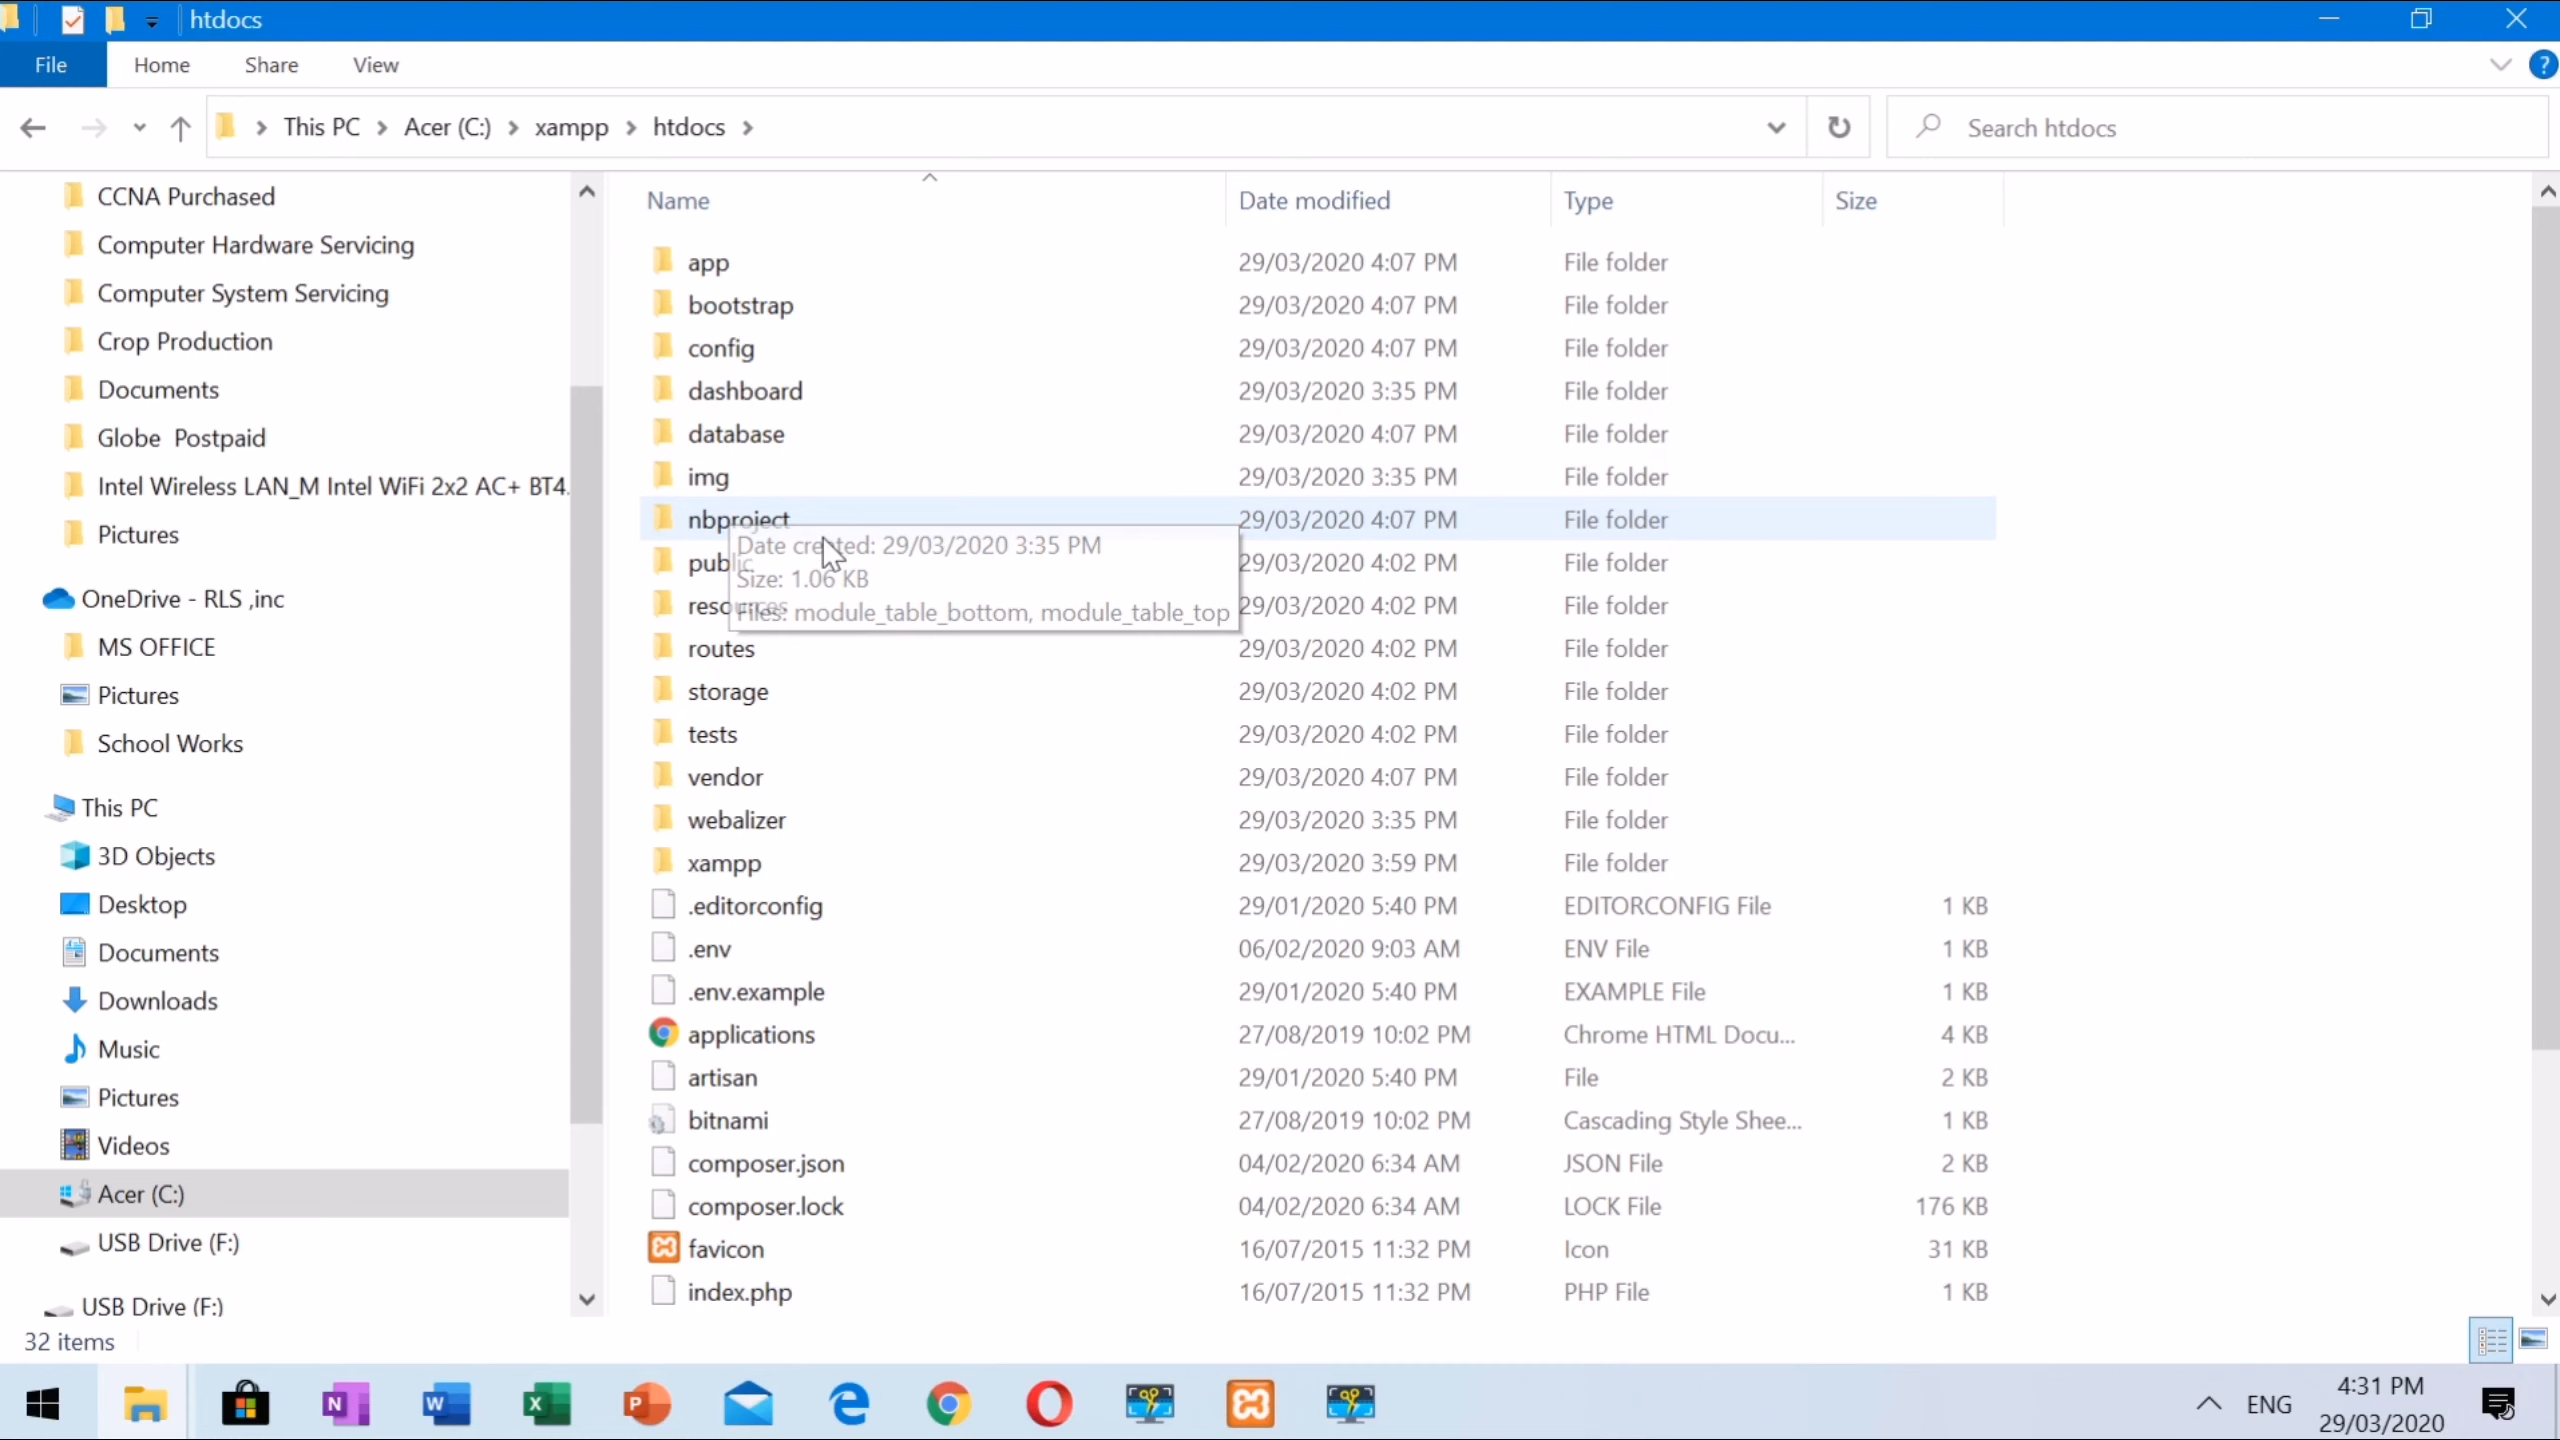 htdocs
File Home Share View
This PC Acer (C:) xampp htdocs
Search htdocs
CCNA Purchased
Computer Hardware Servicing
Computer System Servicing
Crop Production
Documents
Globe Postpaid
Intel Wireless LAN_M Intel WiFi 2x2 AC+ BT4.
Pictures
OneDrive - RLS ,inc
MS OFFICE
Pictures
School Works
This PC
3D Objects
Desktop
Documents
Downloads
Music
Pictures
Videos
Acer (C:)
USB Drive (F:)
USB Drive (F:)
Name Date modified Type Size
app 29/03/2020 4:07 PM File folder
bootstrap 29/03/2020 4:07 PM File folder
config 29/03/2020 4:07 PM File folder
dashboard 29/03/2020 3:35 PM File folder
database 29/03/2020 4:07 PM File folder
img 29/03/2020 3:35 PM File folder
nbproject 29/03/2020 4:07 PM File folder
Date created: 29/03/2020 3:35 PM
public 29/03/2020 4:02 PM File folder
Size: 1.06 KB
resources 29/03/2020 4:02 PM File folder
Files: module_table_bottom, module_table_top
routes 29/03/2020 4:02 PM File folder
storage 29/03/2020 4:02 PM File folder
tests 29/03/2020 4:02 PM File folder
vendor 29/03/2020 4:07 PM File folder
webalizer 29/03/2020 3:35 PM File folder
xampp 29/03/2020 3:59 PM File folder
.editorconfig 29/01/2020 5:40 PM EDITORCONFIG File 1 KB
.env 06/02/2020 9:03 AM ENV File 1 KB
.env.example 29/01/2020 5:40 PM EXAMPLE File 1 KB
applications 27/08/2019 10:02 PM Chrome HTML Docu... 4 KB
artisan 29/01/2020 5:40 PM File 2 KB
bitnami 27/08/2019 10:02 PM Cascading Style Shee... 1 KB
composer.json 04/02/2020 6:34 AM JSON File 2 KB
composer.lock 04/02/2020 6:34 AM LOCK File 176 KB
favicon 16/07/2015 11:32 PM Icon 31 KB
index.php 16/07/2015 11:32 PM PHP File 1 KB
32 items
ENG
4:31 PM
29/03/2020